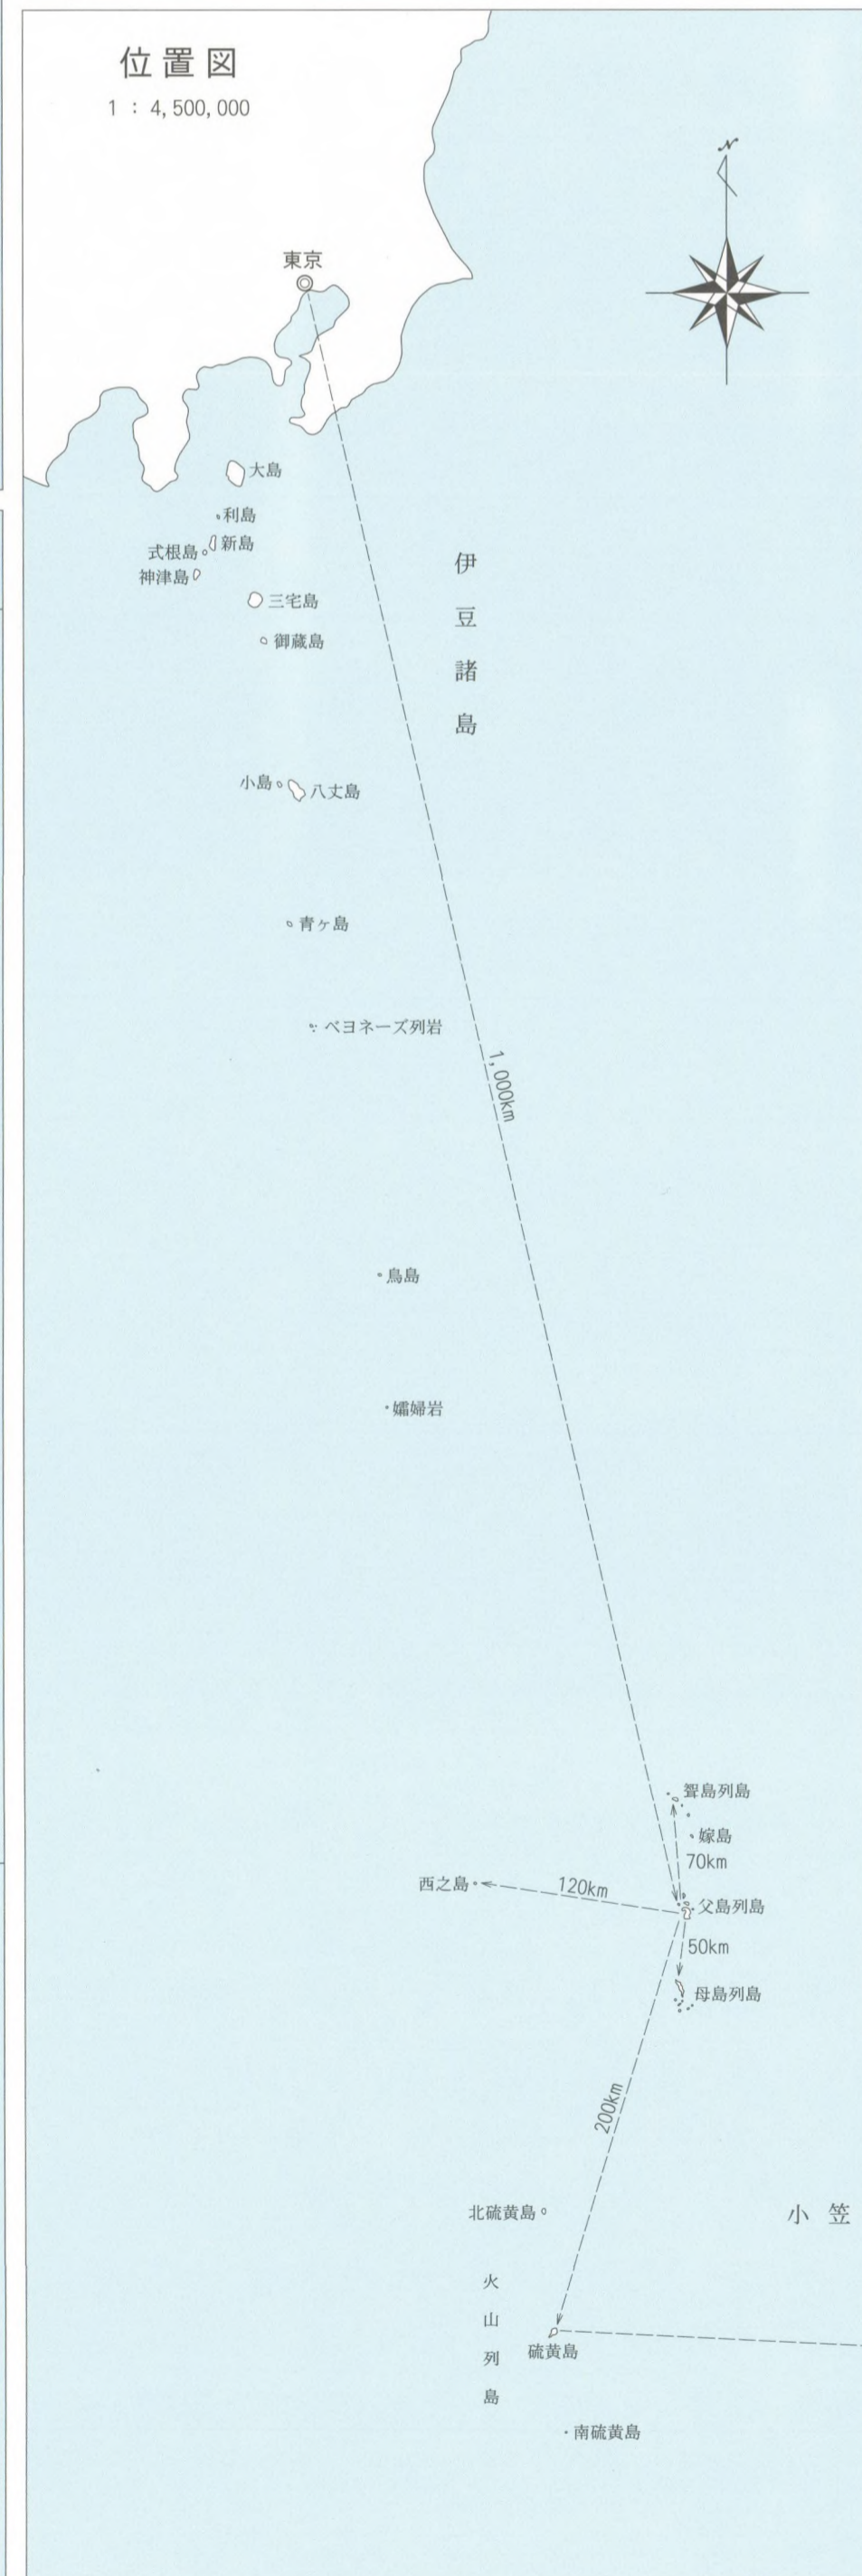 位置図
1 : 4,500,000
N
東京
大島
利島
新島
式根島
神津島
三宅島
御蔵島
伊豆諸島
小島
八丈島
青ヶ島
ベヨネーズ列岩
1,000km
鳥島
孀婦岩
聟島列島
嫁島
70km
西之島
120km
父島列島
50km
母島列島
200km
北硫黄島
小笠
火山列島
硫黄島
南硫黄島